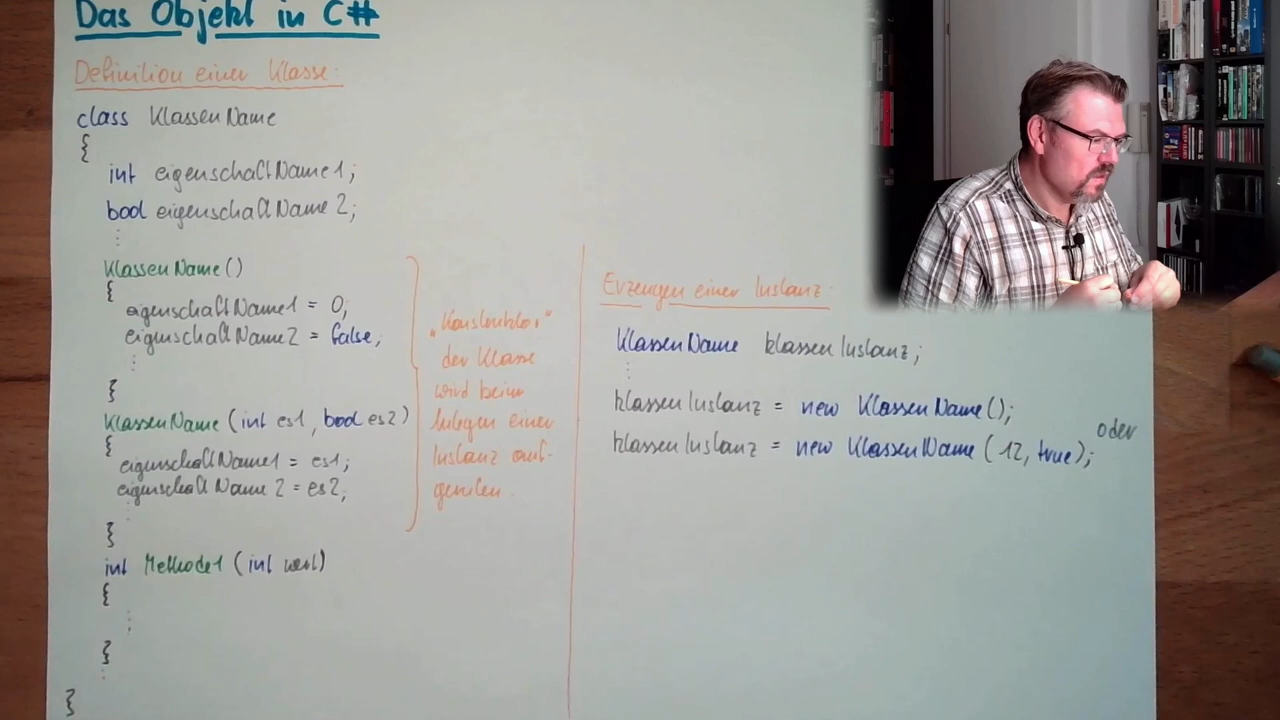 Das Objekt in C#
Definition einer Klasse:
class KlassenName
{
int eigenschaftName1;
bool eigenschaftName2;
⋮
KlassenName()
{
eigenschaftName1 = 0;
eigenschaftName2 = false;
⋮
}
KlassenName (int es1, bool es2)
{
eigenschaftName1 = es1;
eigenschaftName2 = es2;
⋮
}
int Methode1 (int wert)
{
⋮
}
⋮
}
„Konstruktor"
der Klasse
wird beim
Anlegen einer
Instanz auf-
gerufen.
Erzeugen einer Instanz:
KlassenName klassenInstanz;
⋮
klassenInstanz = new KlassenName();
oder
klassenInstanz = new KlassenName (12, true);